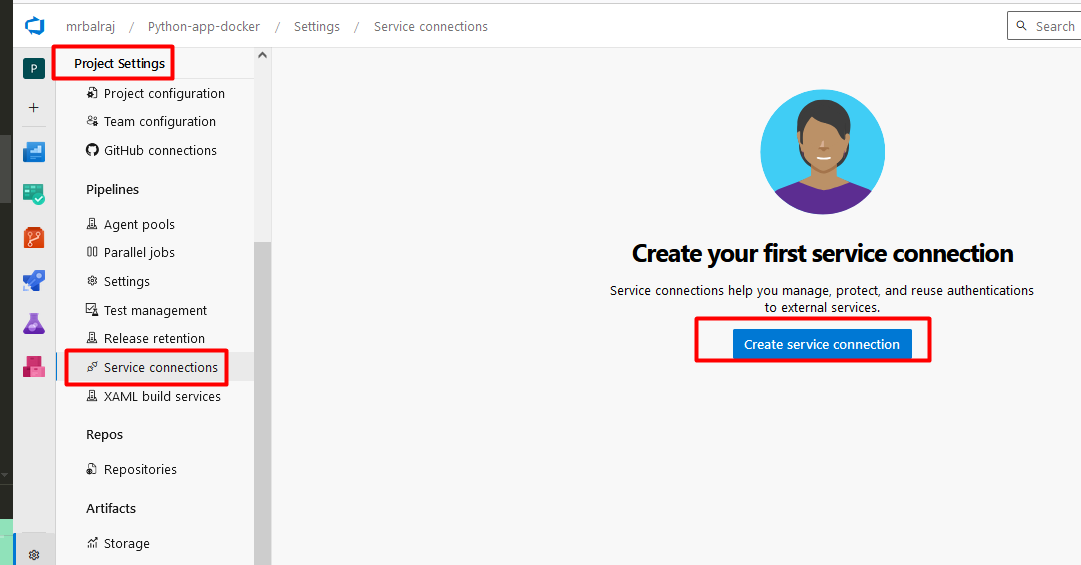 mrbalraj / Python-app-docker / Settings / Service connections
Search
P
Project Settings
Project configuration
Team configuration
GitHub connections
Pipelines
Agent pools
Parallel jobs
Settings
Test management
Release retention
Service connections
XAML build services
Repos
Repositories
Artifacts
Storage
Create your first service connection
Service connections help you manage, protect, and reuse authentications
to external services.
Create service connection